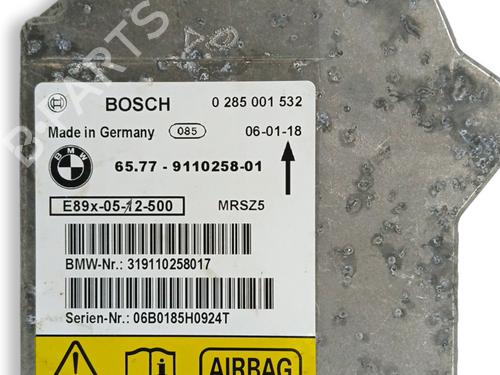 BOSCH 0 285 001 532
Made in Germany 085 06-01-18
BMW 65.77 - 9110258-01
E89x-05-12-500 MRSZ5
BMW-Nr.: 319110258017
Serien-Nr.: 06B0185H0924T
AIRBAG
B-PARTS